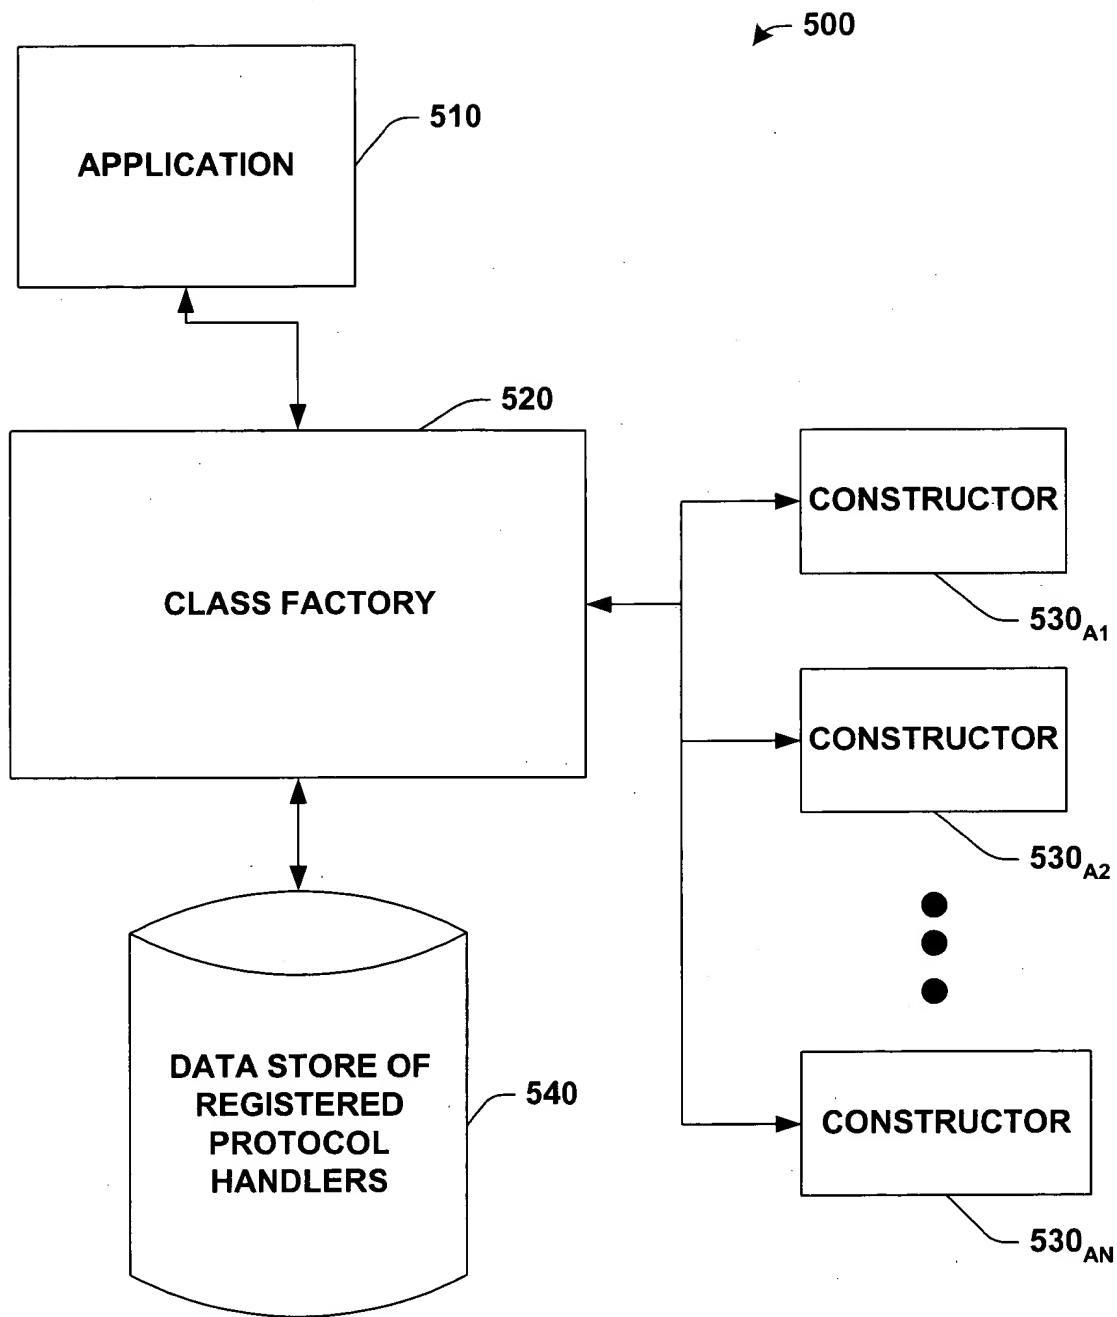 500
APPLICATION
510
520
CLASS FACTORY
CONSTRUCTOR
530A1
CONSTRUCTOR
530A2
DATA STORE OF
REGISTERED
PROTOCOL
HANDLERS
540
CONSTRUCTOR
530AN